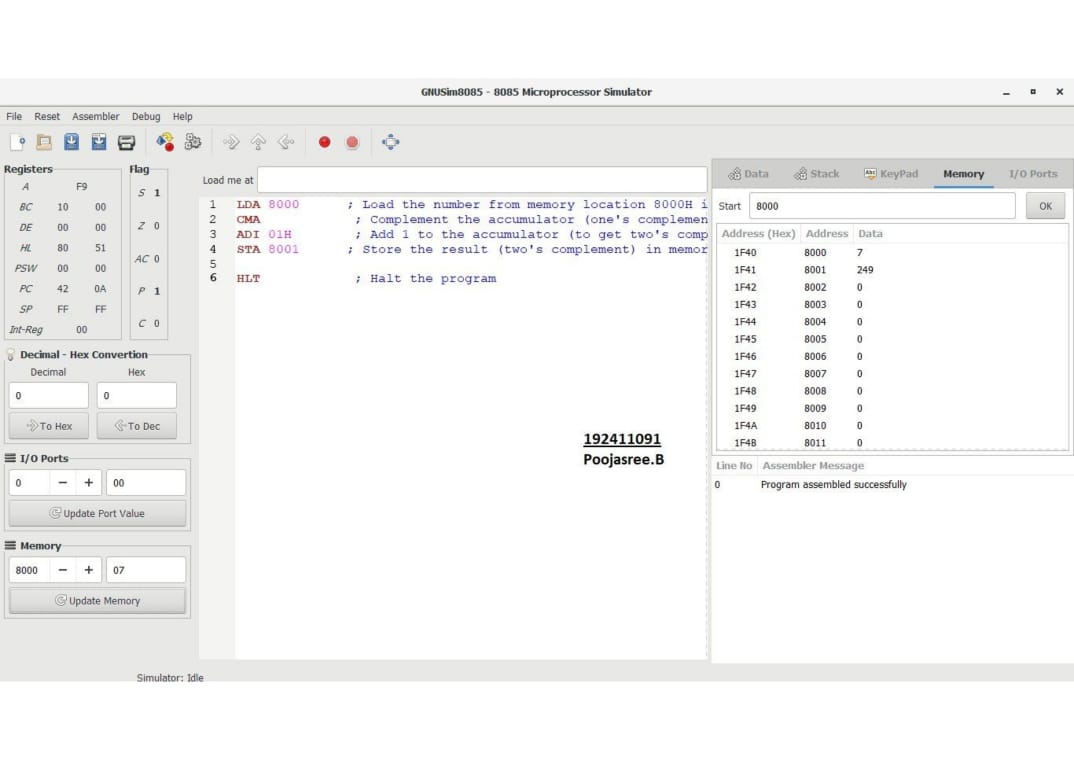 GNUSim8085 - 8085 Microprocessor Simulator
File Reset Assembler Debug Help
Registers
A F9
BC 10 00
DE 00 00
HL 80 51
PSW 00 00
PC 42 0A
SP FF FF
Int-Reg 00
Flag
S 1
Z 0
AC 0
P 1
C 0
Decimal - Hex Convertion
Decimal Hex
0 0
To Hex To Dec
I/O Ports
0 − + 00
Update Port Value
Memory
8000 − + 07
Update Memory
Load me at
1 LDA 8000 ; Load the number from memory location 8000H i
2 CMA ; Complement the accumulator (one's complemen
3 ADI 01H ; Add 1 to the accumulator (to get two's comp
4 STA 8001 ; Store the result (two's complement) in memor
5
6 HLT ; Halt the program
192411091
Poojasree.B
Data Stack Abc KeyPad Memory I/O Ports
Start 8000 OK
Address (Hex) Address Data
1F40 8000 7
1F41 8001 249
1F42 8002 0
1F43 8003 0
1F44 8004 0
1F45 8005 0
1F46 8006 0
1F47 8007 0
1F48 8008 0
1F49 8009 0
1F4A 8010 0
1F4B 8011 0
Line No Assembler Message
0 Program assembled successfully
Simulator: Idle